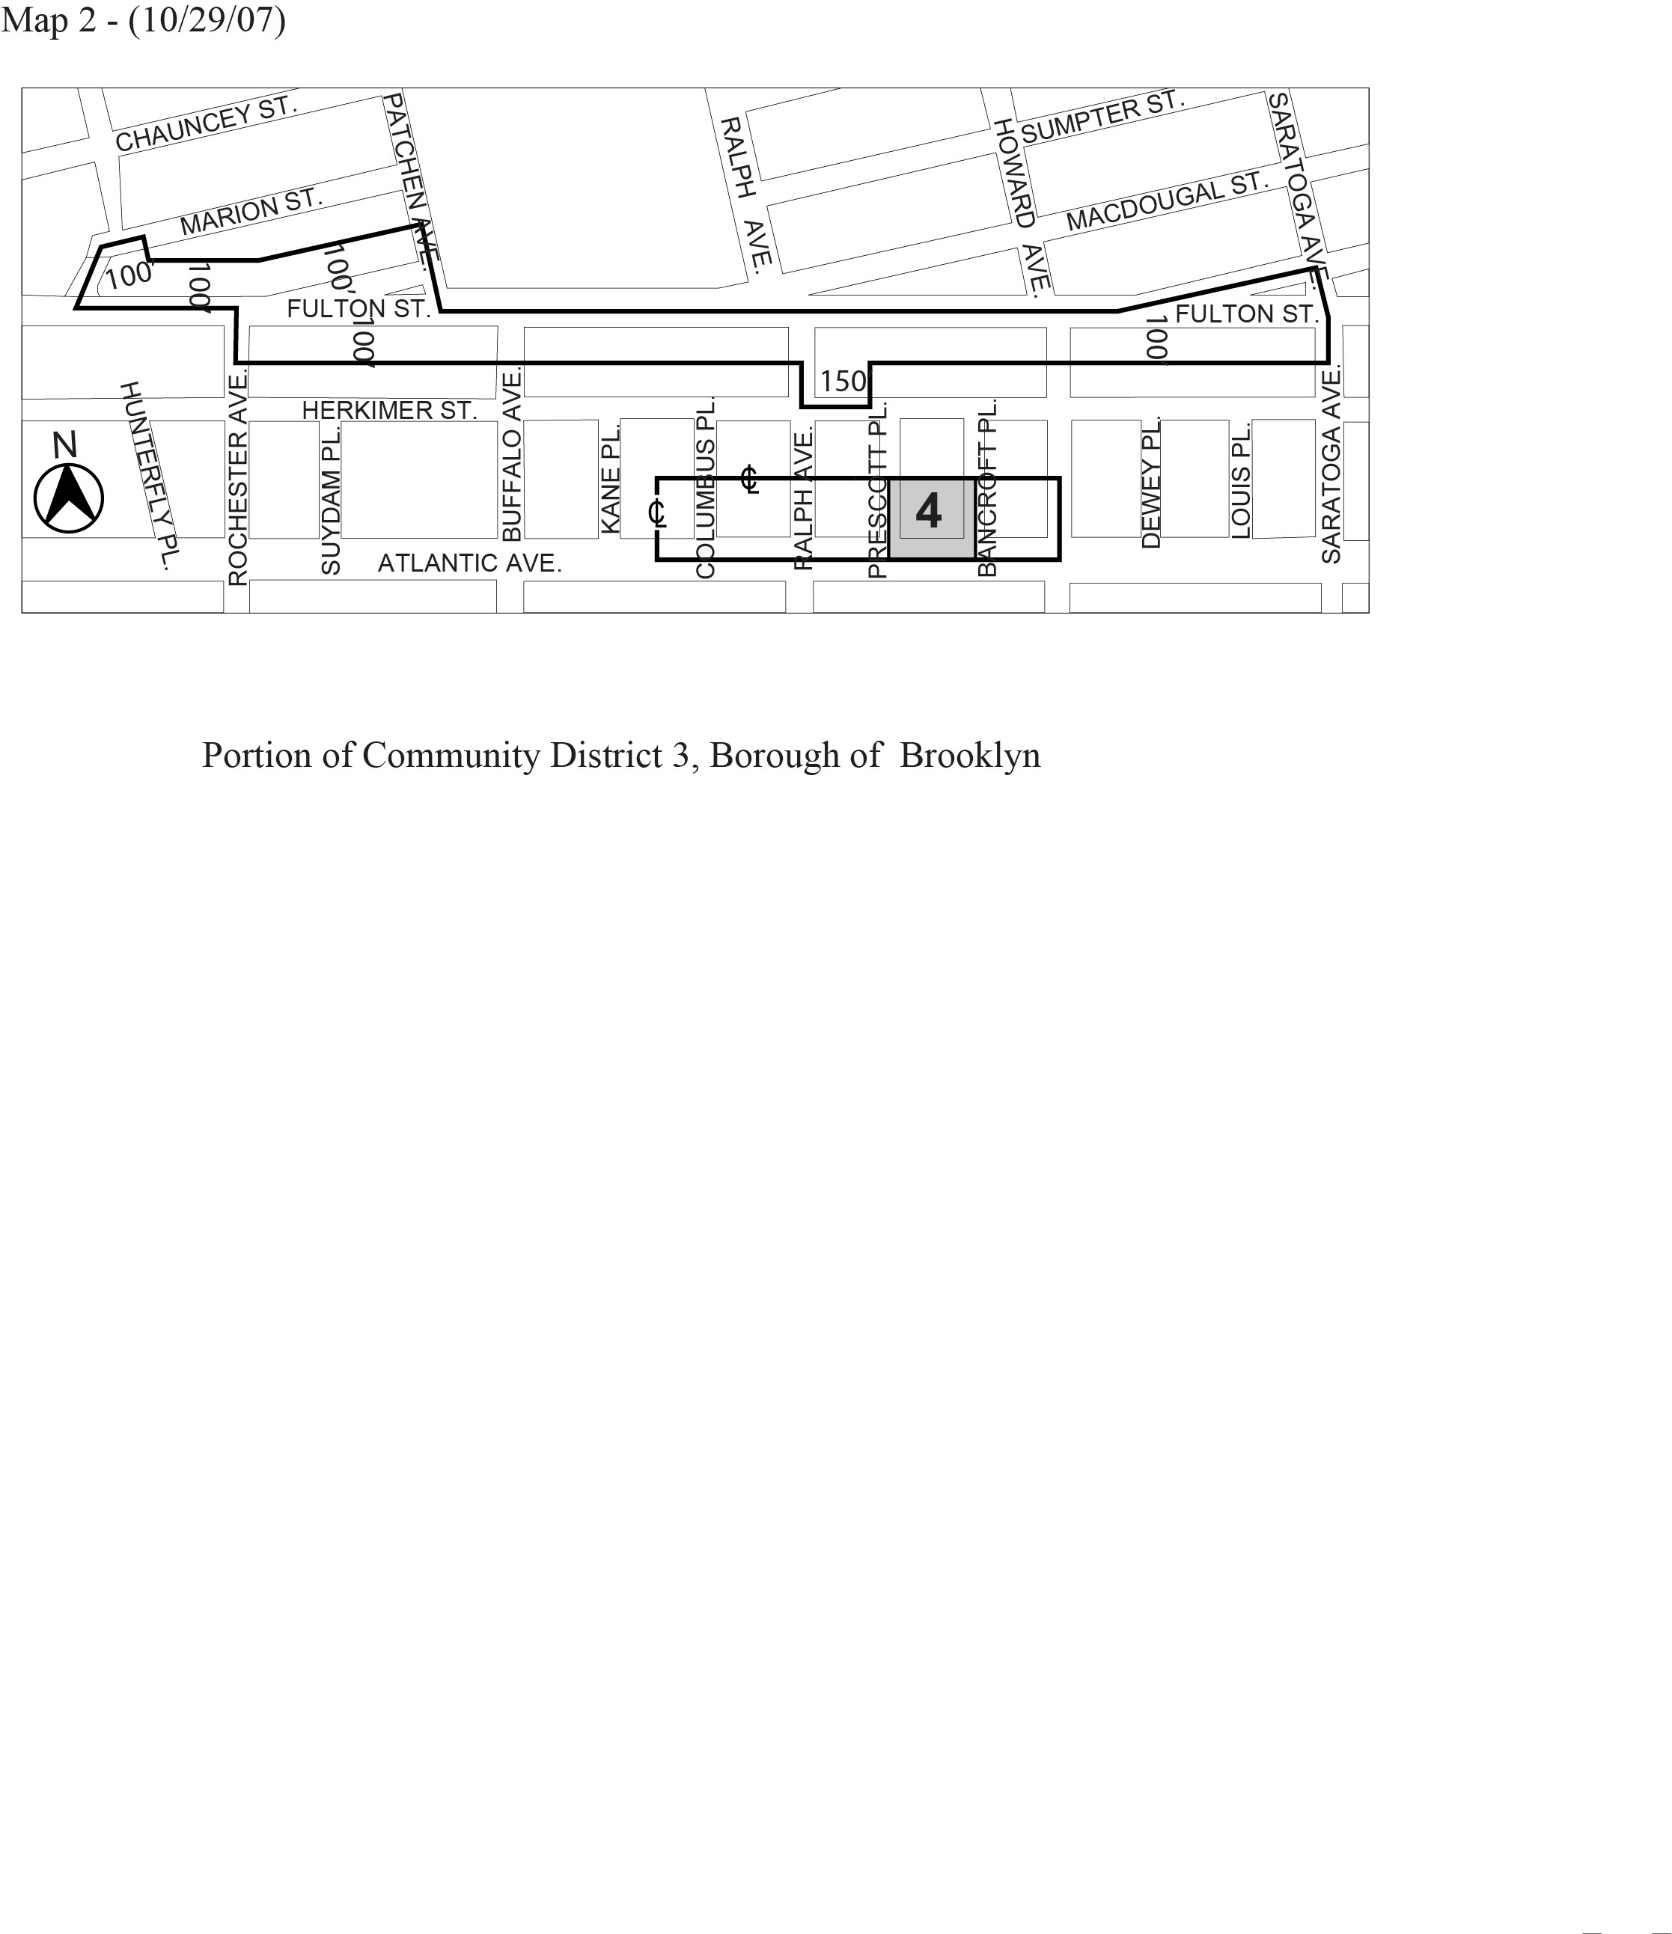 Map 2 - (10/29/07)
CHAUNCEY ST.
PATCHEN AVE.
RALPH AVE.
HOWARD AVE.
SUMPTER ST.
SARATOGA AVE.
MARION ST.
MACDOUGAL ST.
100'
100'
100'
FULTON ST.
FULTON ST.
100'
100'
150'
HUNTERFLY PL.
ROCHESTER AVE.
HERKIMER ST.
SUYDAM PL.
BUFFALO AVE.
KANE PL.
COLUMBUS PL.
RALPH AVE.
PRESCOTT PL.
BANCROFT PL.
DEWEY PL.
LOUIS PL.
SARATOGA AVE.
N
℄
℄
4
ATLANTIC AVE.
Portion of Community District 3, Borough of Brooklyn